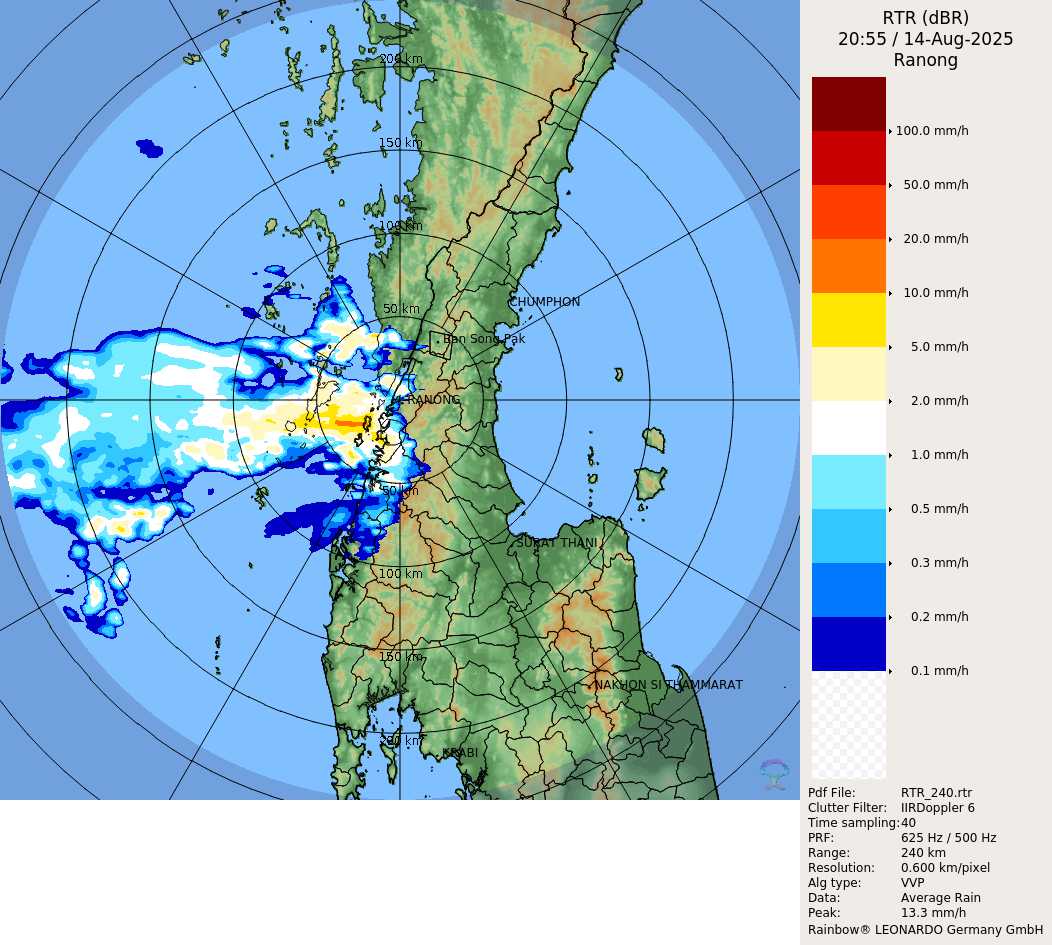 RTR (dBR)
20:55 / 14-Aug-2025
Ranong
200 km
150 km
100 km
50 km
CHUMPHON
Ban Song Pak
RANONG
50 km
SURAT THANI
100 km
150 km
NAKHON SI THAMMARAT
200 km
KRABI
100.0 mm/h
50.0 mm/h
20.0 mm/h
10.0 mm/h
5.0 mm/h
2.0 mm/h
1.0 mm/h
0.5 mm/h
0.3 mm/h
0.2 mm/h
0.1 mm/h
Pdf File: RTR_240.rtr
Clutter Filter: IIRDoppler 6
Time sampling: 40
PRF: 625 Hz / 500 Hz
Range: 240 km
Resolution: 0.600 km/pixel
Alg type: VVP
Data: Average Rain
Peak: 13.3 mm/h
Rainbow® LEONARDO Germany GmbH